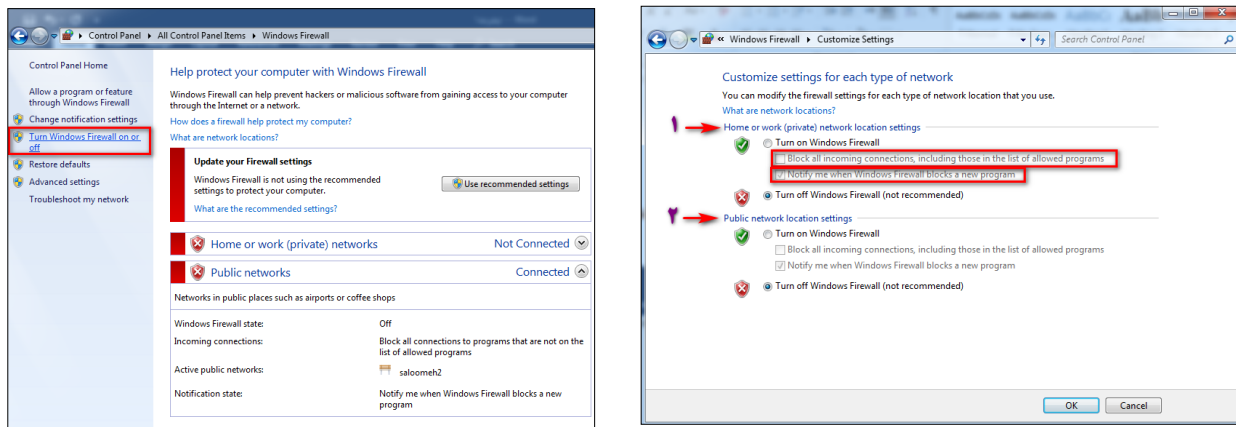 Control Panel ▸ All Control Panel Items ▸ Windows Firewall
Control Panel Home
Allow a program or feature
through Windows Firewall
Change notification settings
Turn Windows Firewall on or
off
Restore defaults
Advanced settings
Troubleshoot my network
Help protect your computer with Windows Firewall
Windows Firewall can help prevent hackers or malicious software from gaining access to your computer
through the Internet or a network.
How does a firewall help protect my computer?
What are network locations?
Update your Firewall settings
Windows Firewall is not using the recommended
settings to protect your computer.
Use recommended settings
What are the recommended settings?
Home or work (private) networks Not Connected
Public networks Connected
Networks in public places such as airports or coffee shops
Windows Firewall state: Off
Incoming connections: Block all connections to programs that are not on the
list of allowed programs
Active public networks: saloomeh2
Notification state: Notify me when Windows Firewall blocks a new
program
« Windows Firewall ▸ Customize Settings
Search Control Panel
Customize settings for each type of network
You can modify the firewall settings for each type of network location that you use.
What are network locations?
۱ Home or work (private) network location settings
Turn on Windows Firewall
Block all incoming connections, including those in the list of allowed programs
Notify me when Windows Firewall blocks a new program
Turn off Windows Firewall (not recommended)
۲ Public network location settings
Turn on Windows Firewall
Block all incoming connections, including those in the list of allowed programs
Notify me when Windows Firewall blocks a new program
Turn off Windows Firewall (not recommended)
OK Cancel